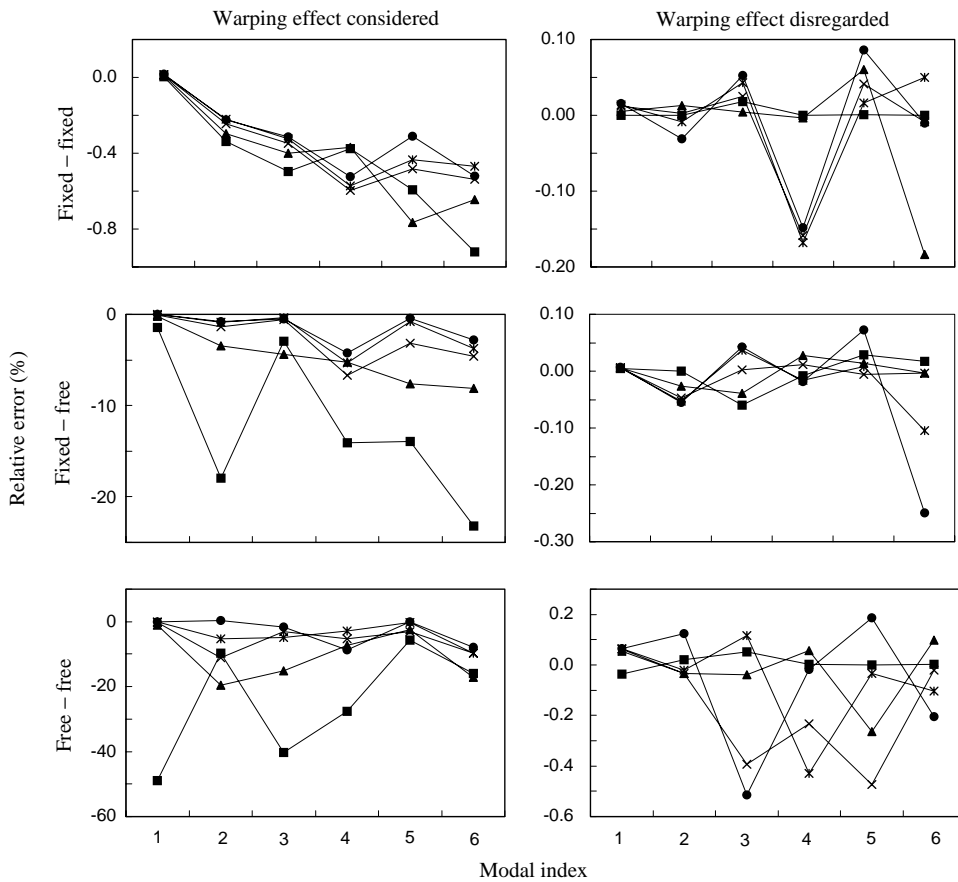 Warping effect considered
Warping effect disregarded
Fixed – fixed
0.0
-0.4
-0.8
0.10
0.00
-0.10
-0.20
Relative error (%)
Fixed – free
0
-10
-20
0.10
0.00
-0.10
-0.20
-0.30
Free – free
0
-20
-40
-60
0.2
0.0
-0.2
-0.4
-0.6
1 2 3 4 5 6
1 2 3 4 5 6
Modal index